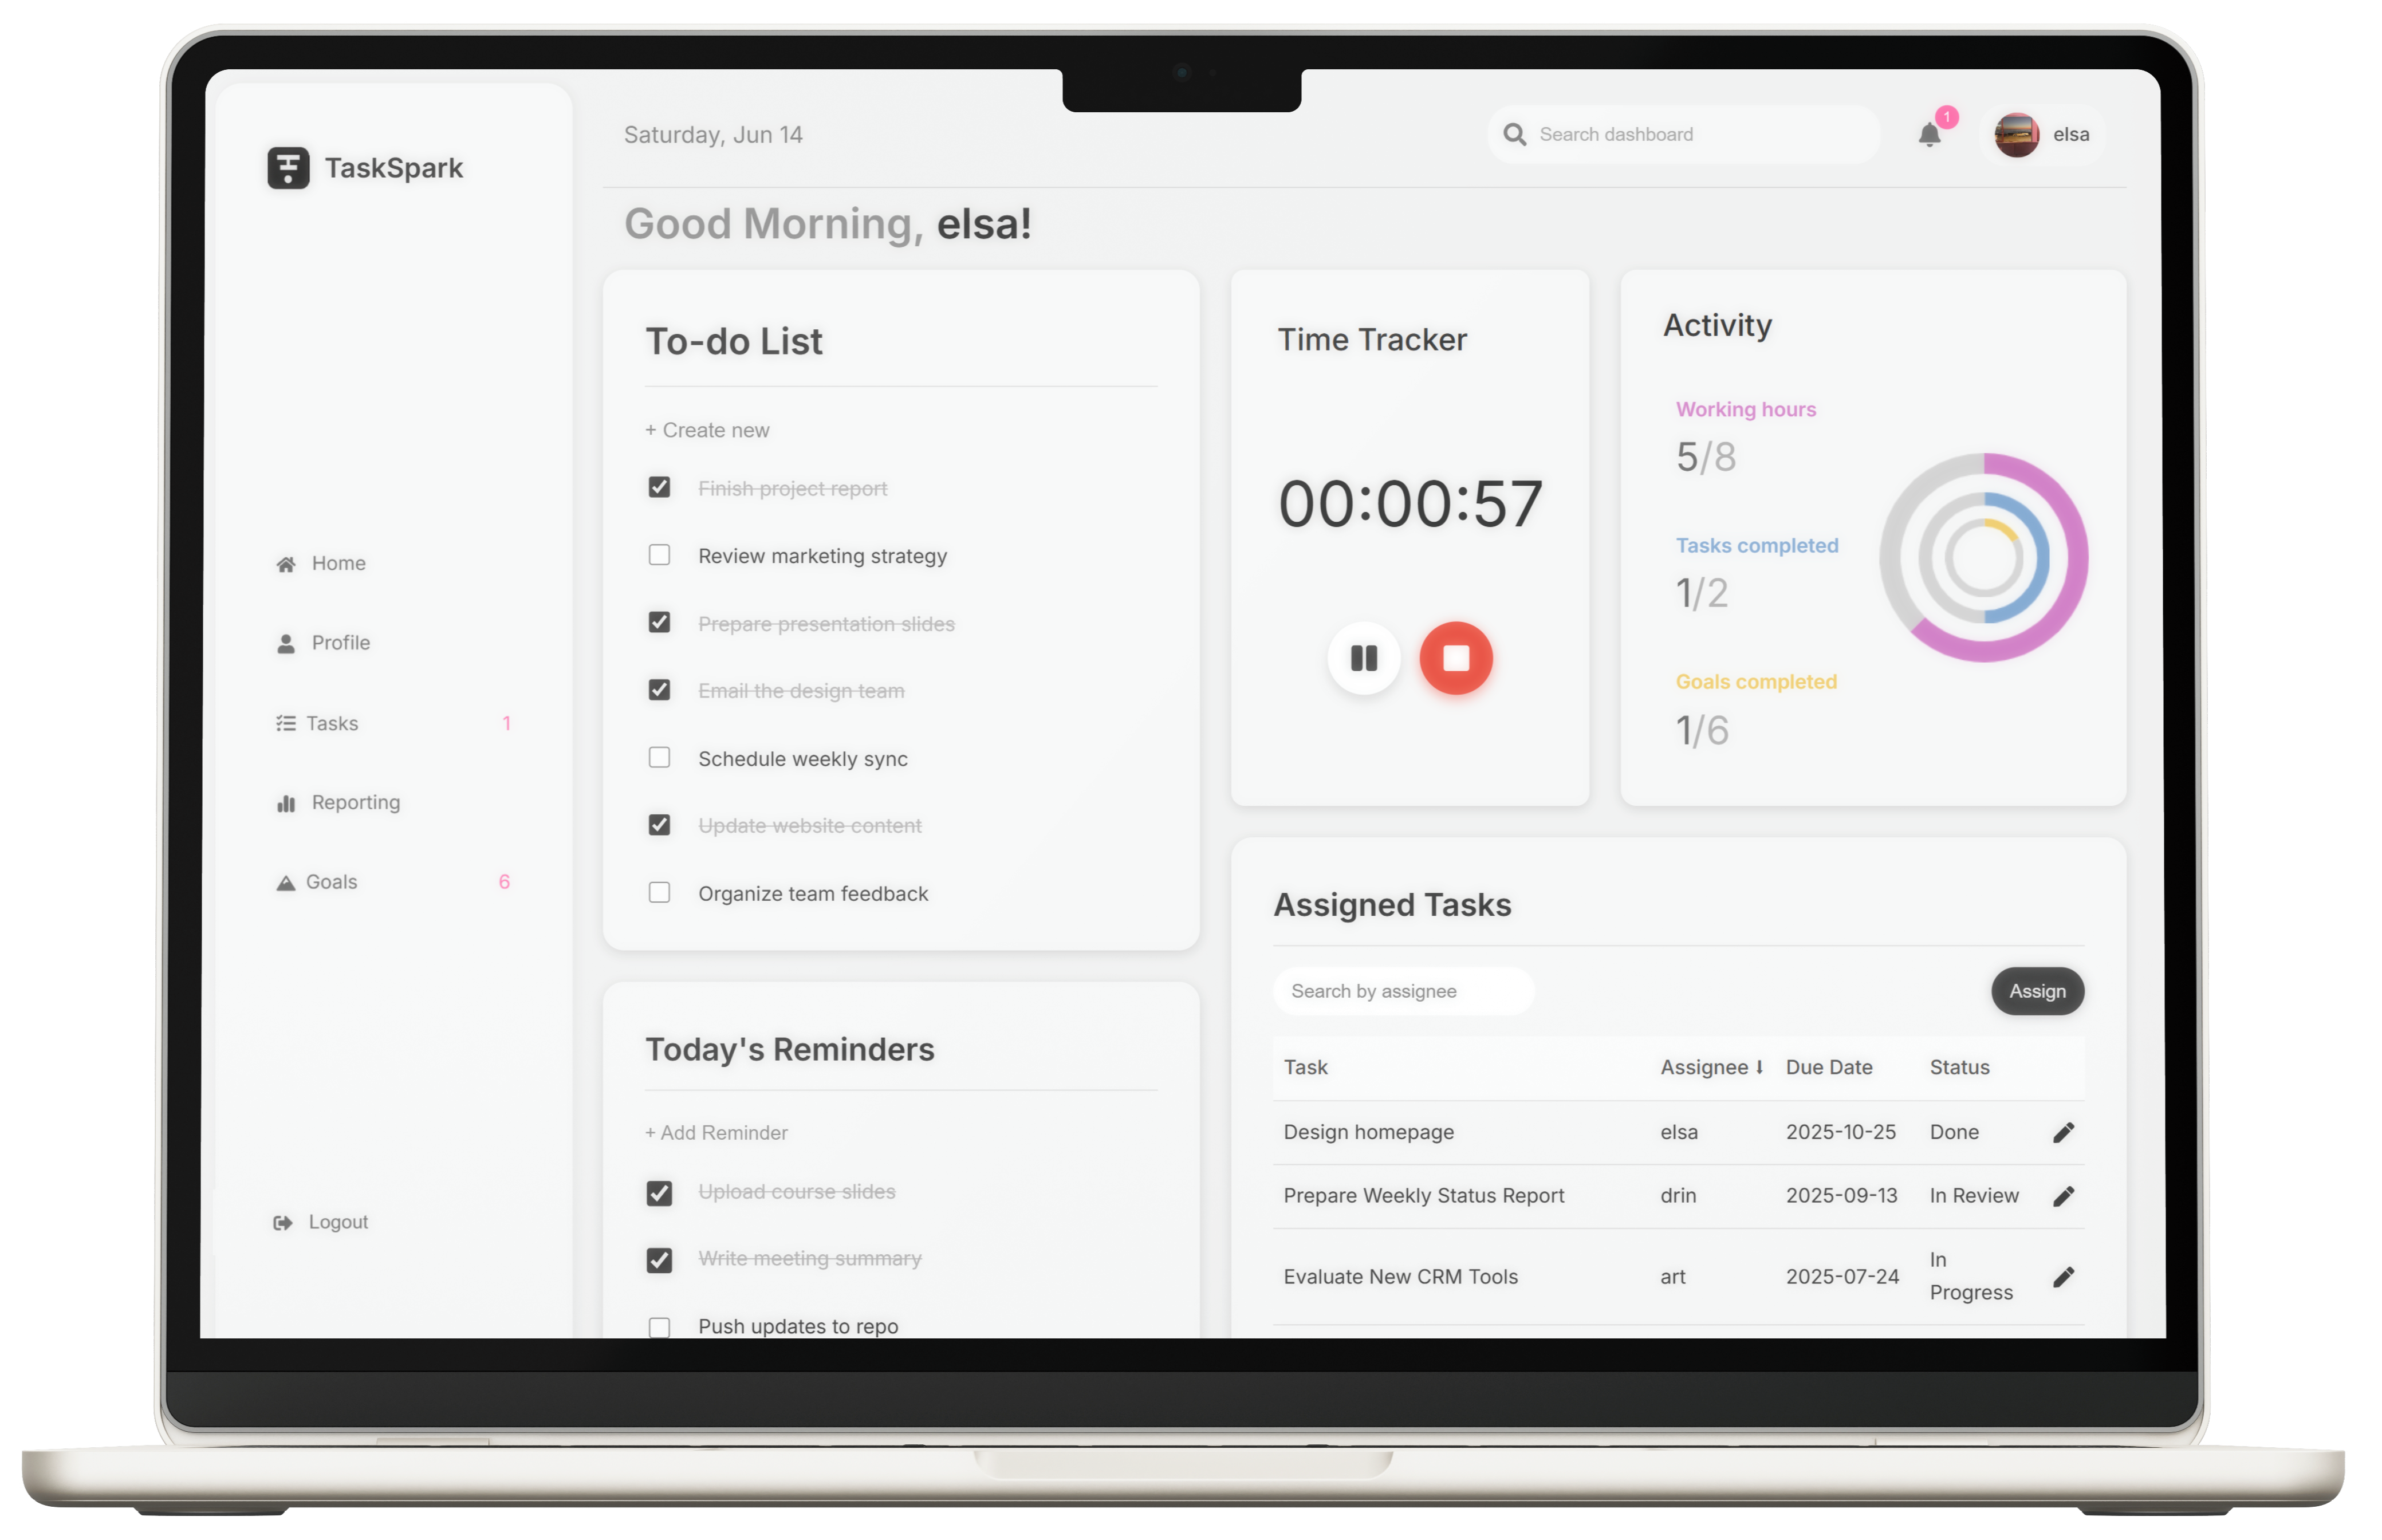 TaskSpark
Home
Profile
Tasks 1
Reporting
Goals 6
Logout
Saturday, Jun 14
Search dashboard
1
elsa
Good Morning, elsa!
To-do List
+ Create new
Finish project report
Review marketing strategy
Prepare presentation slides
Email the design team
Schedule weekly sync
Update website content
Organize team feedback
Today's Reminders
+ Add Reminder
Upload course slides
Write meeting summary
Push updates to repo
Time Tracker
00:00:57
Activity
Working hours
5/8
Tasks completed
1/2
Goals completed
1/6
Assigned Tasks
Search by assignee
Assign
Task Assignee Due Date Status
Design homepage elsa 2025-10-25 Done
Prepare Weekly Status Report drin 2025-09-13 In Review
Evaluate New CRM Tools art 2025-07-24 In
Progress